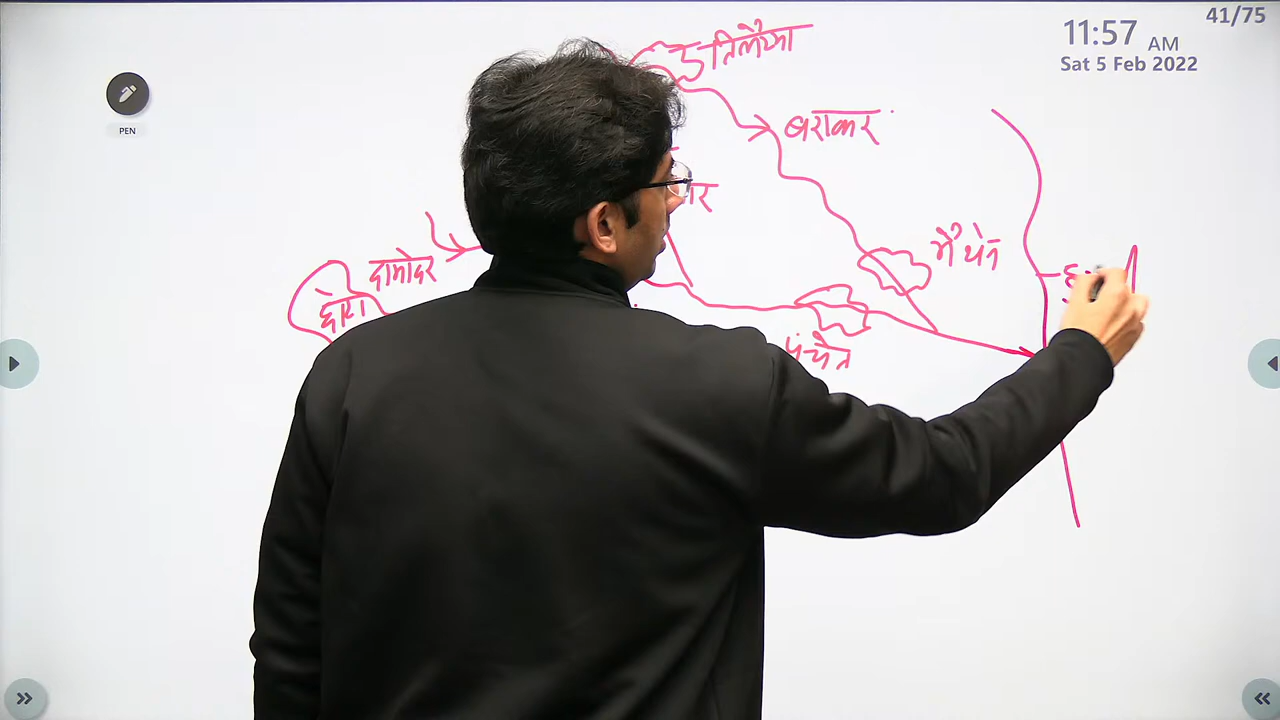 41/75
11:57 AM
Sat 5 Feb 2022
PEN
तिलैया
बराकर
दामोदर
मैथन
पंचेत